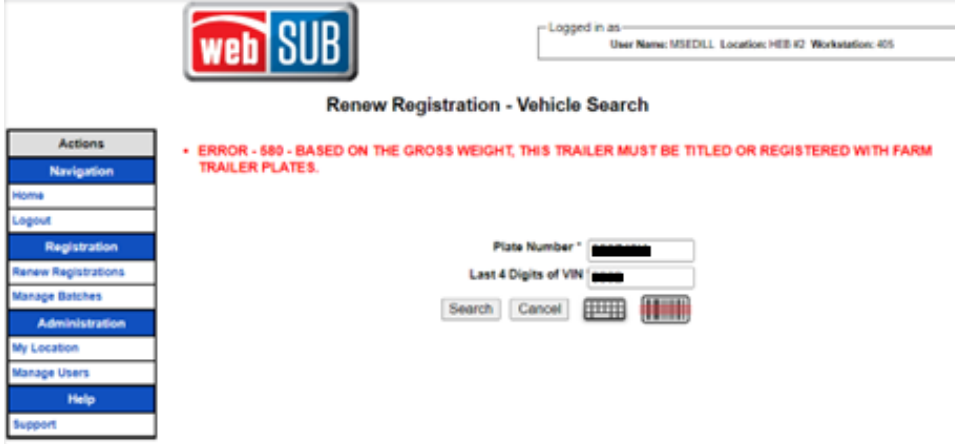 web SUB
Logged in as
User Name: MSEDILL Location: HEB #2 Workstation: 405
Renew Registration - Vehicle Search
Actions
Navigation
Home
Logout
Registration
Renew Registrations
Manage Batches
Administration
My Location
Manage Users
Help
Support
• ERROR - 580 - BASED ON THE GROSS WEIGHT, THIS TRAILER MUST BE TITLED OR REGISTERED WITH FARM
TRAILER PLATES.
Plate Number *
Last 4 Digits of VIN
Search Cancel